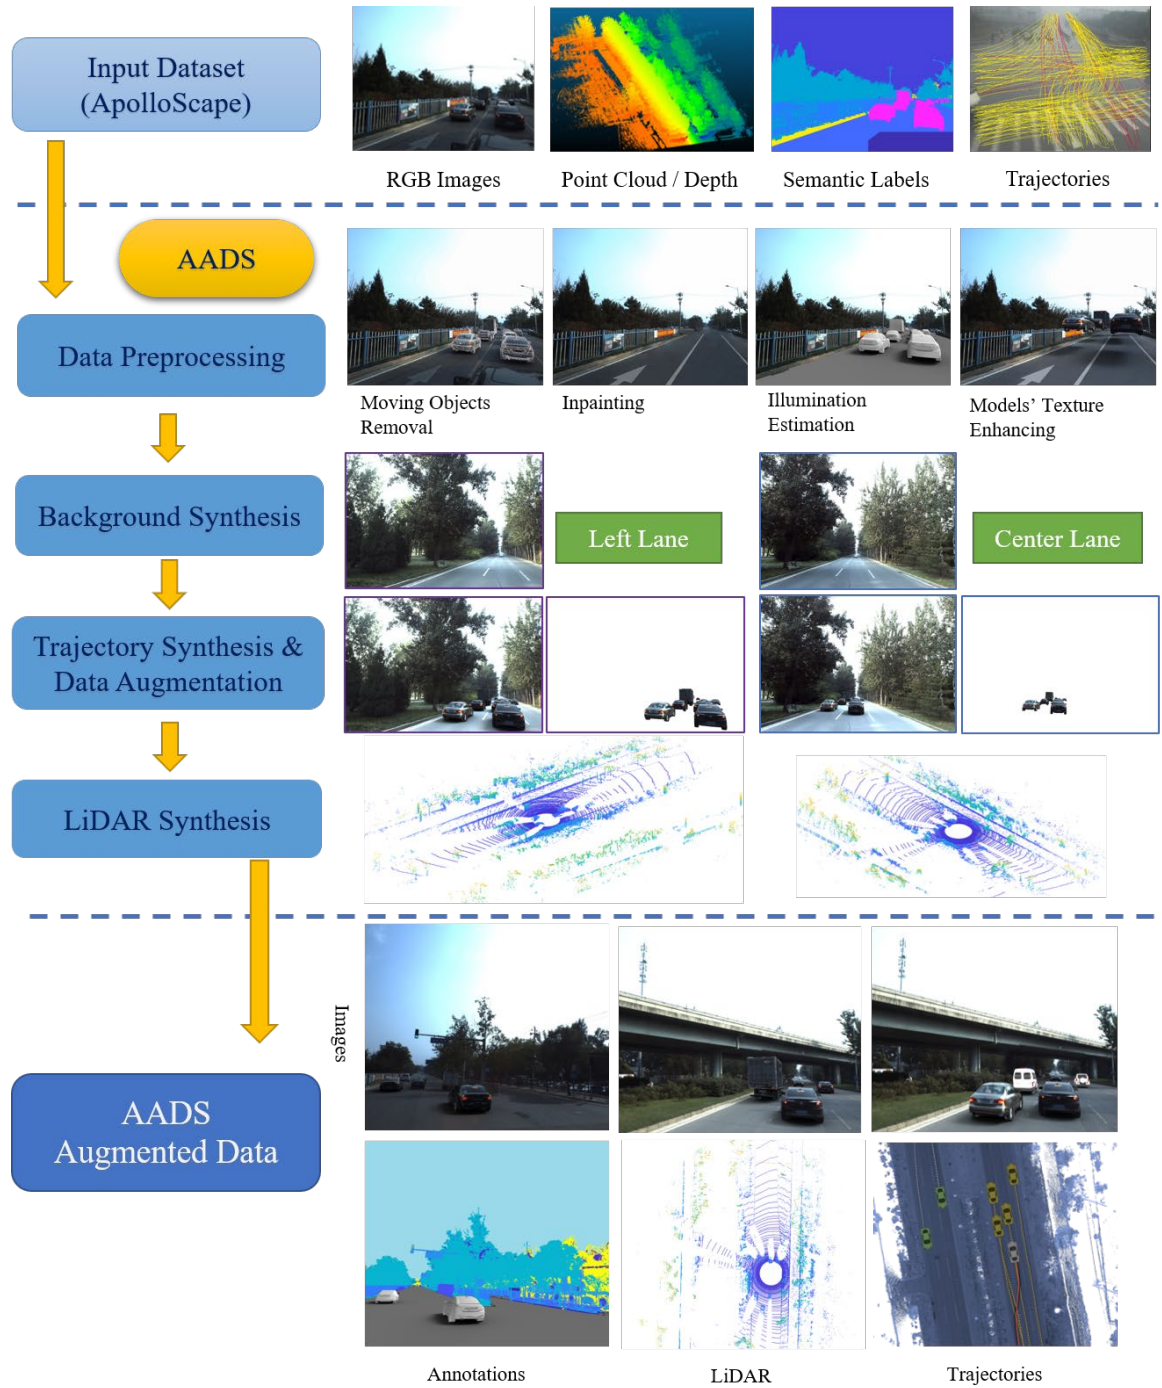 Input Dataset
(ApolloScape)
RGB Images
Point Cloud / Depth
Semantic Labels
Trajectories
AADS
Data Preprocessing
Moving Objects
Removal
Inpainting
Illumination
Estimation
Models' Texture
Enhancing
Background Synthesis
Left Lane
Center Lane
Trajectory Synthesis &
Data Augmentation
LiDAR Synthesis
Images
AADS
Augmented Data
Annotations
LiDAR
Trajectories